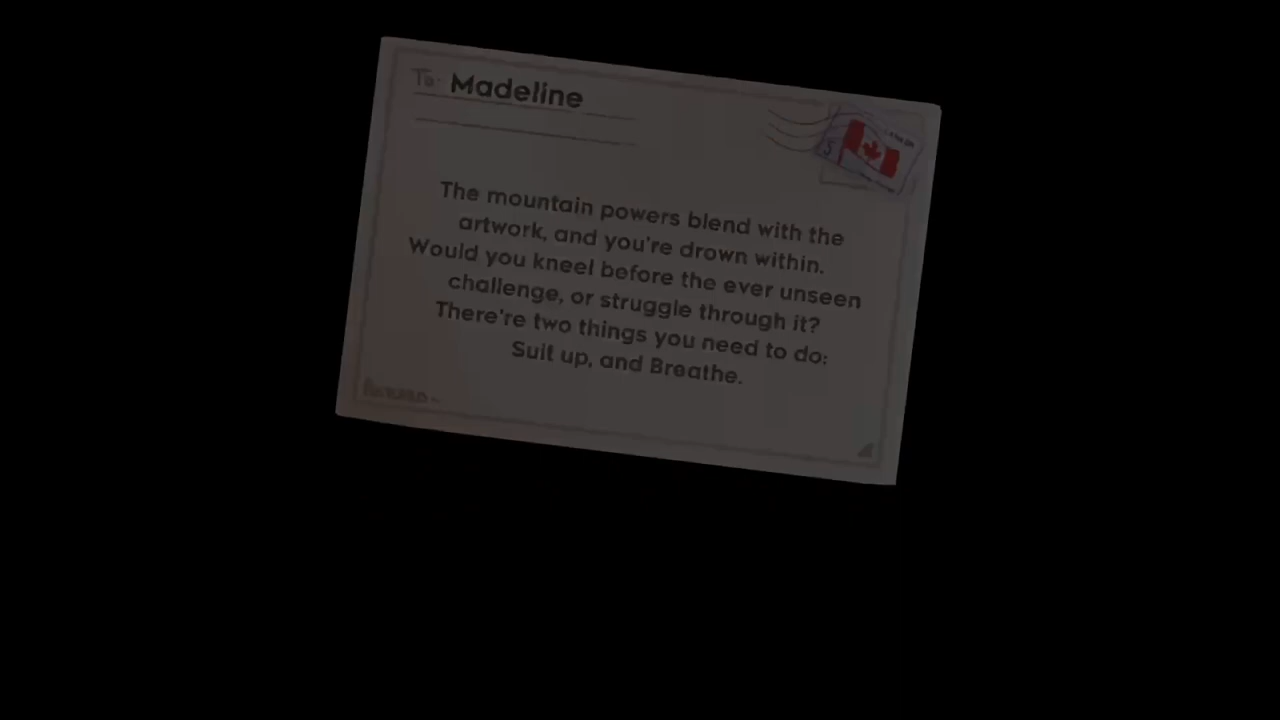 To: Madeline
The mountain powers blend with the
artwork, and you're drown within.
Would you kneel before the ever unseen
challenge, or struggle through it?
There're two things you need to do:
Suit up, and Breathe.